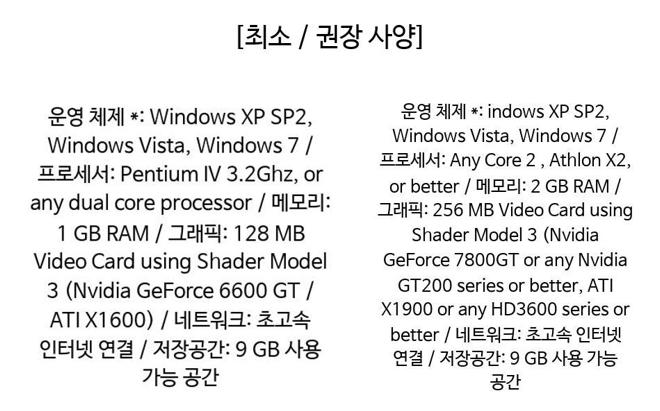 [최소 / 권장 사양]
운영 체제 *: Windows XP SP2,
Windows Vista, Windows 7 /
프로세서: Pentium IV 3.2Ghz, or
any dual core processor / 메모리:
1 GB RAM / 그래픽: 128 MB
Video Card using Shader Model
3 (Nvidia GeForce 6600 GT /
ATI X1600) / 네트워크: 초고속
인터넷 연결 / 저장공간: 9 GB 사용
가능 공간
운영 체제 *: indows XP SP2,
Windows Vista, Windows 7 /
프로세서: Any Core 2 , Athlon X2,
or better / 메모리: 2 GB RAM /
그래픽: 256 MB Video Card using
Shader Model 3 (Nvidia
GeForce 7800GT or any Nvidia
GT200 series or better, ATI
X1900 or any HD3600 series or
better / 네트워크: 초고속 인터넷
연결 / 저장공간: 9 GB 사용 가능
공간